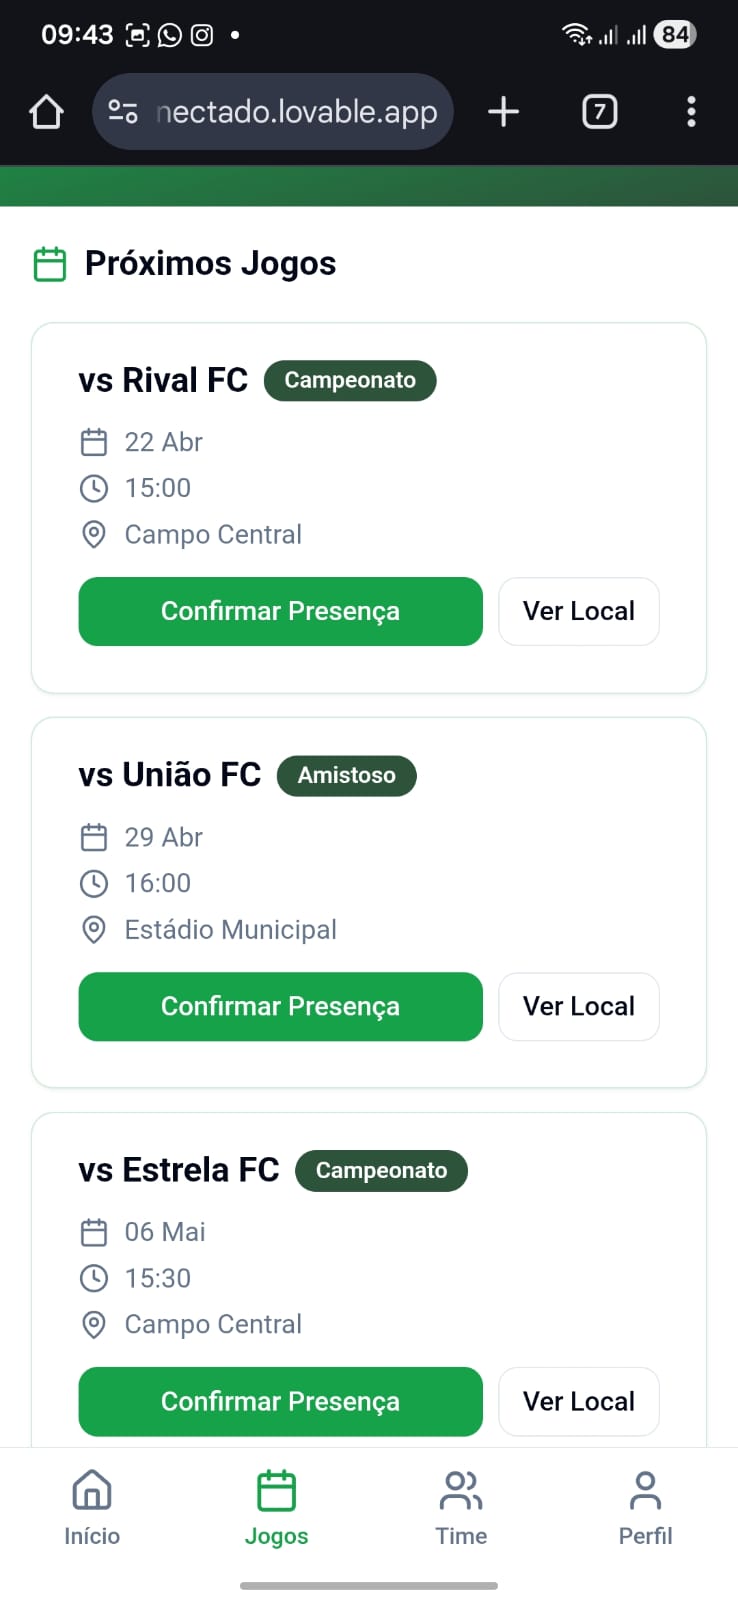 09:43
84
nectado.lovable.app
7
Próximos Jogos
vs Rival FC Campeonato
22 Abr
15:00
Campo Central
Confirmar Presença Ver Local
vs União FC Amistoso
29 Abr
16:00
Estádio Municipal
Confirmar Presença Ver Local
vs Estrela FC Campeonato
06 Mai
15:30
Campo Central
Confirmar Presença Ver Local
Início Jogos Time Perfil